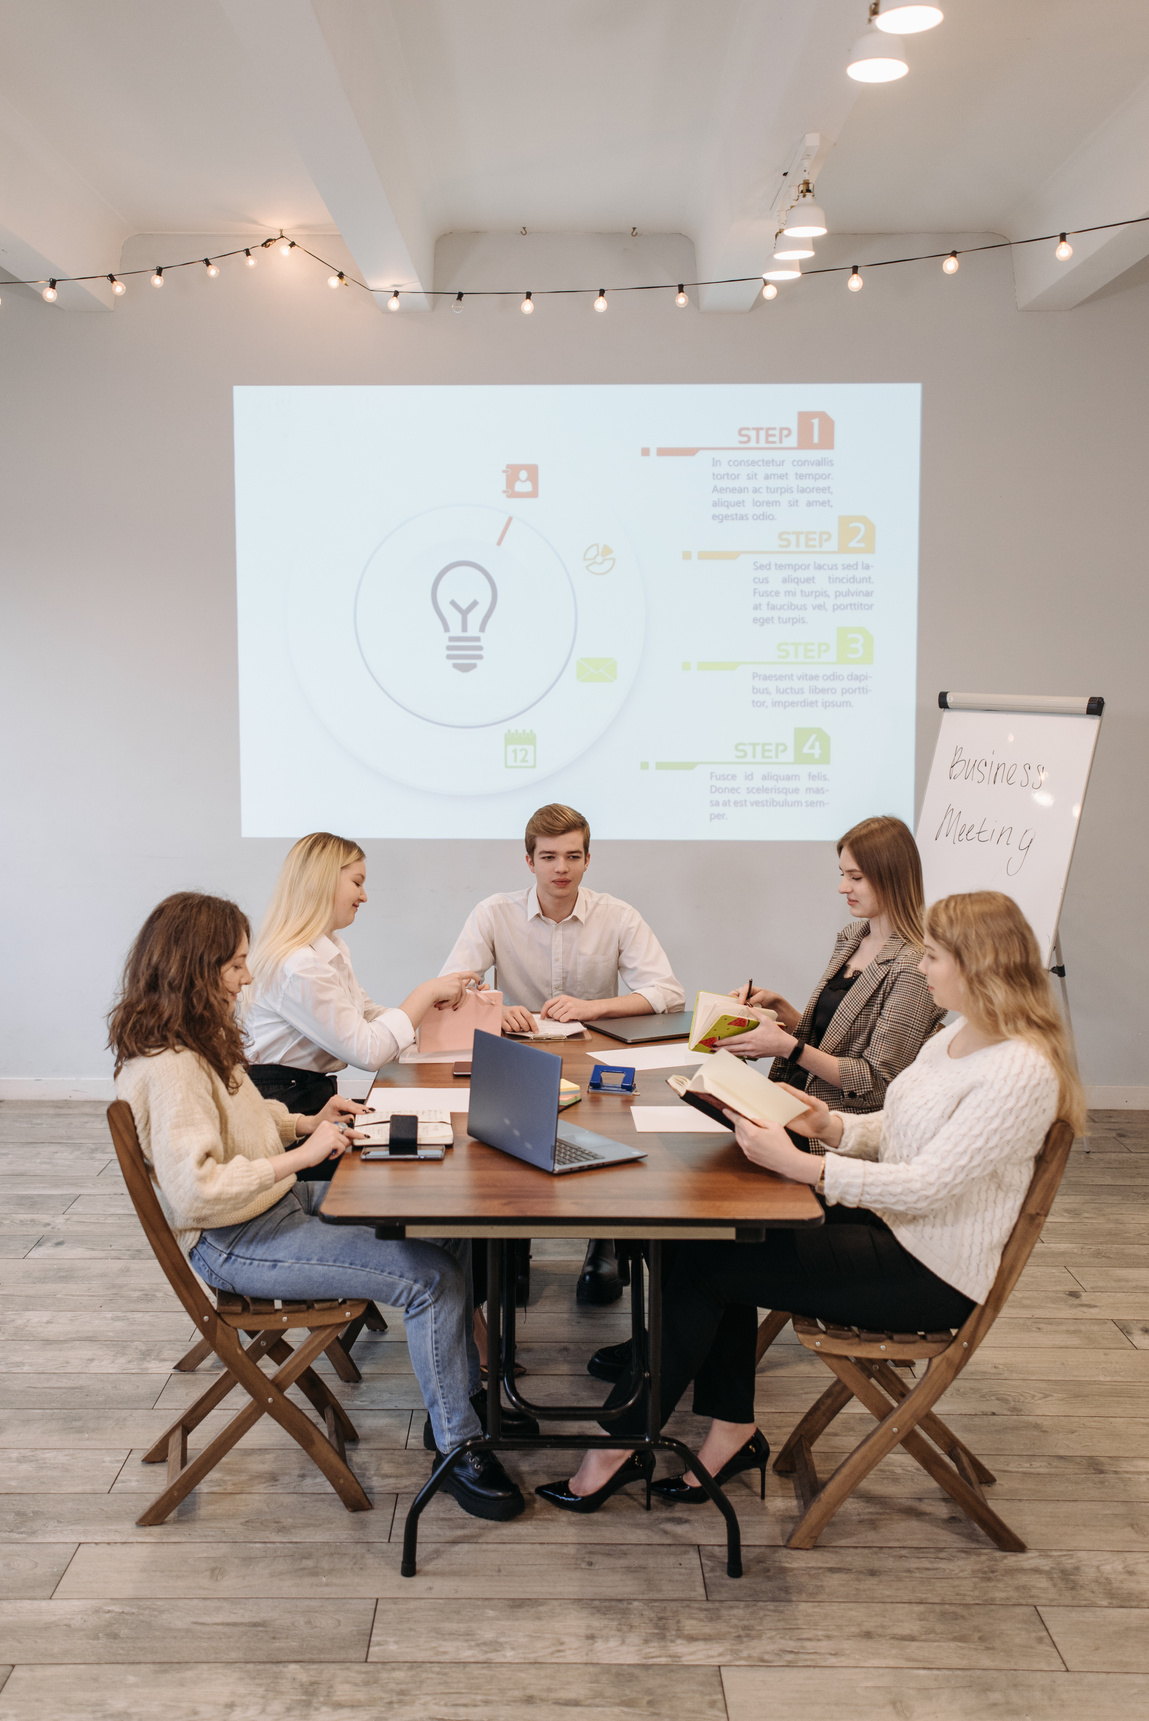 STEP 1
In consectetur convallis
tortor sit amet tempor.
Aenean ac turpis laoreet,
aliquet lorem sit amet,
egestas odio.
STEP 2
Sed tempor lacus sed la-
cus aliquet tincidunt.
Fusce mi turpis, pulvinar
at faucibus vel, porttitor
eget turpis.
STEP 3
Praesent vitae odio dapi-
bus, luctus libero portti-
tor, imperdiet ipsum.
STEP 4
Fusce id aliquam felis.
Donec scelerisque mas-
sa at est vestibulum sem-
per.
12
Business
Meeting